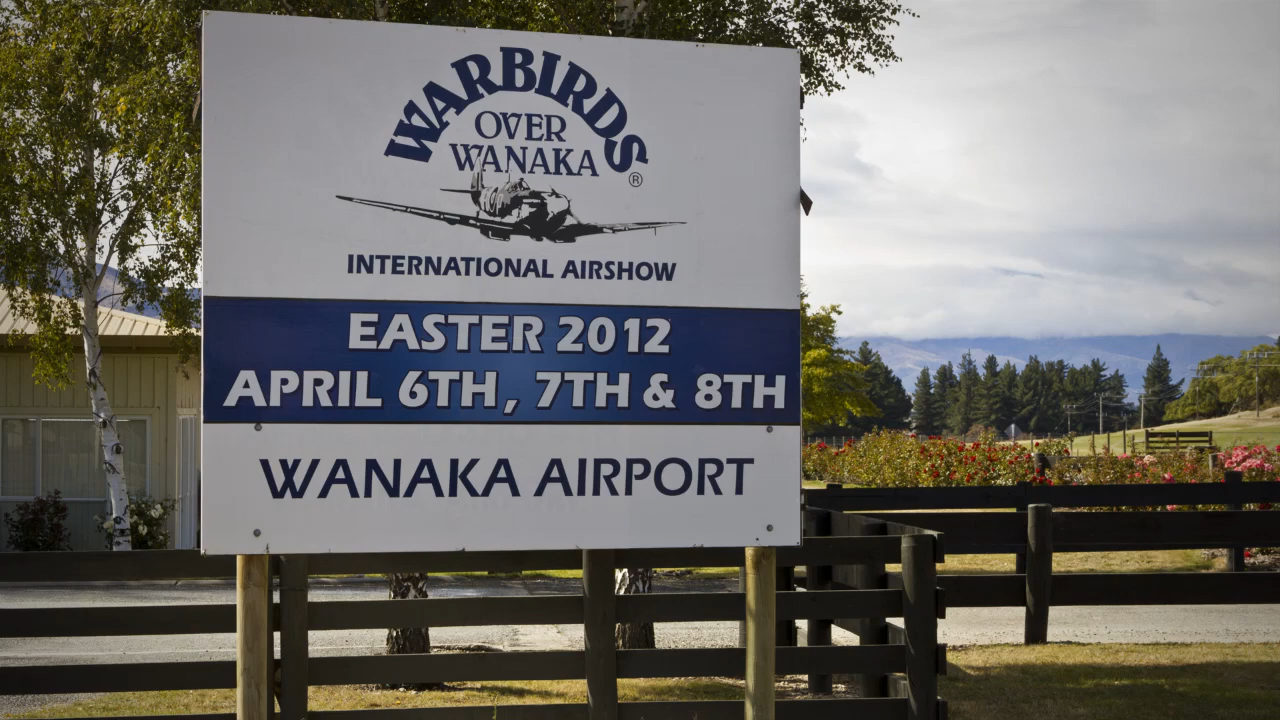 WARBIRDS
OVER
WANAKA
®
INTERNATIONAL AIRSHOW
EASTER 2012
APRIL 6TH, 7TH & 8TH
WANAKA AIRPORT